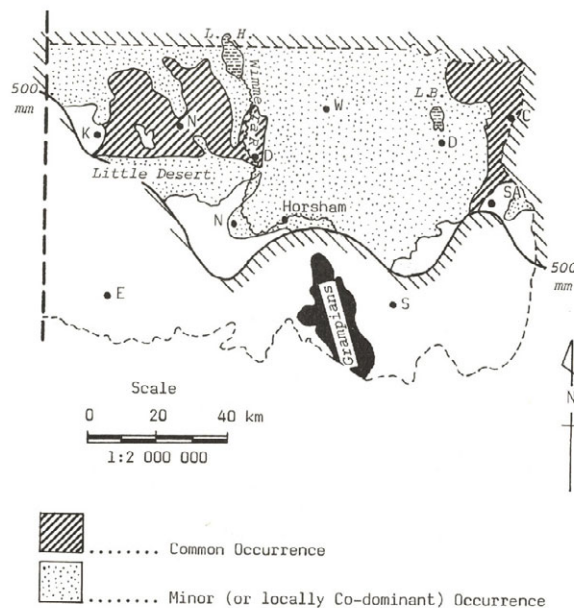 L. H.
500
mm
Wimmera R.
L.B.
W
C
K
N
D
D
Little Desert
SA
N
Horsham
500
mm
E
S
Grampians
Scale
0 20 40 km
1:2 000 000
N
........ Common Occurrence
........ Minor (or locally Co-dominant) Occurrence